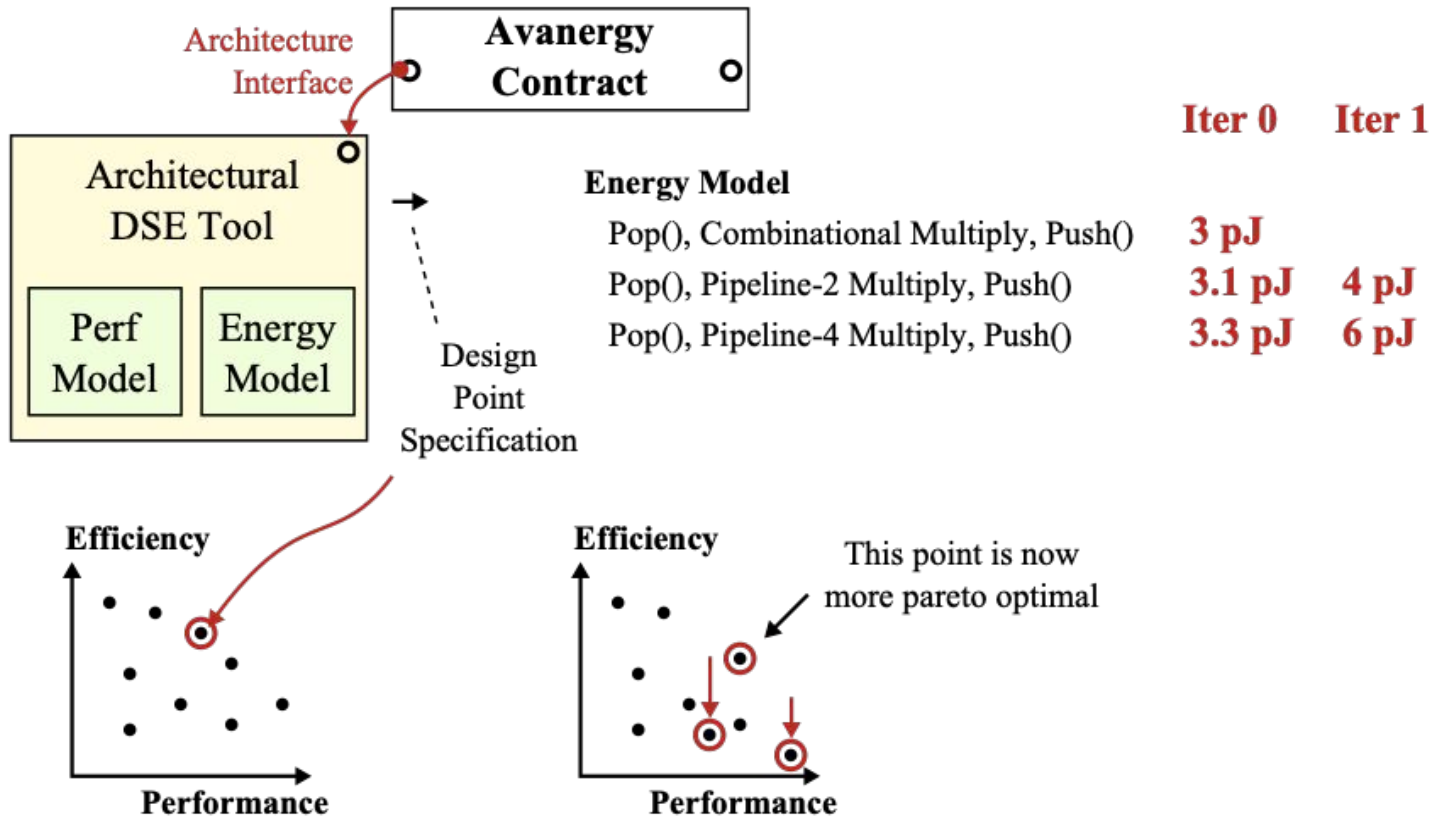 Architecture
Interface
Avanergy
Contract
Architectural
DSE Tool
Perf
Model
Energy
Model
Design
Point
Specification
Iter 0 Iter 1
Energy Model
Pop(), Combinational Multiply, Push() 3 pJ
Pop(), Pipeline-2 Multiply, Push() 3.1 pJ 4 pJ
Pop(), Pipeline-4 Multiply, Push() 3.3 pJ 6 pJ
Efficiency
Performance
Efficiency
This point is now
more pareto optimal
Performance